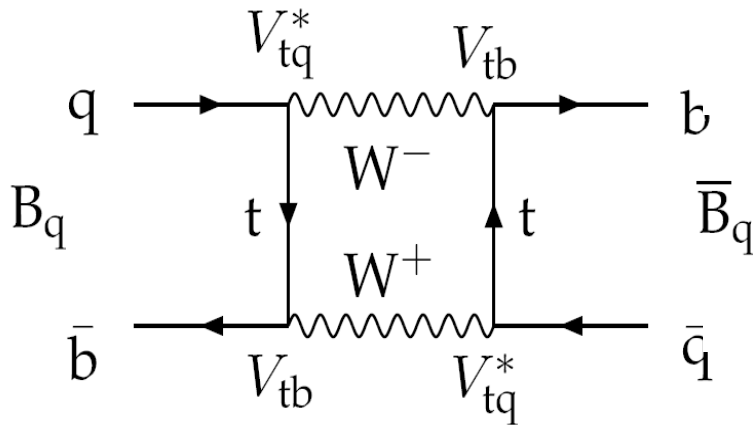 V*tq Vtb
q b
W−
Bq t t B̅q
W+
b̄ q̄
Vtb V*tq